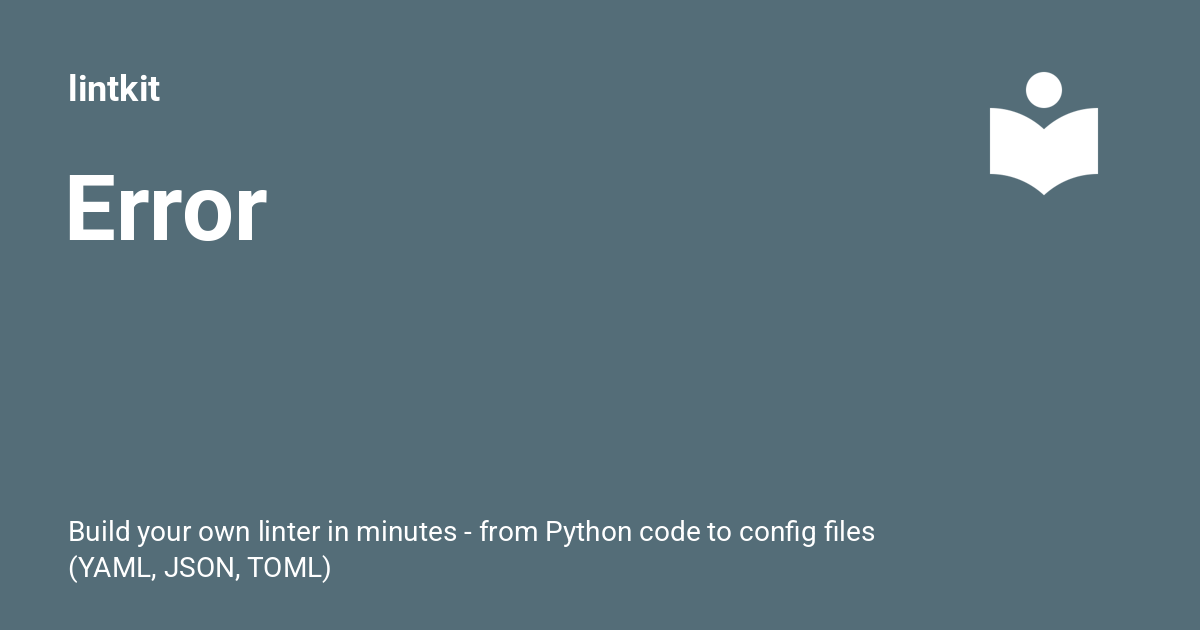 lintkit
Error
Build your own linter in minutes - from Python code to config files
(YAML, JSON, TOML)